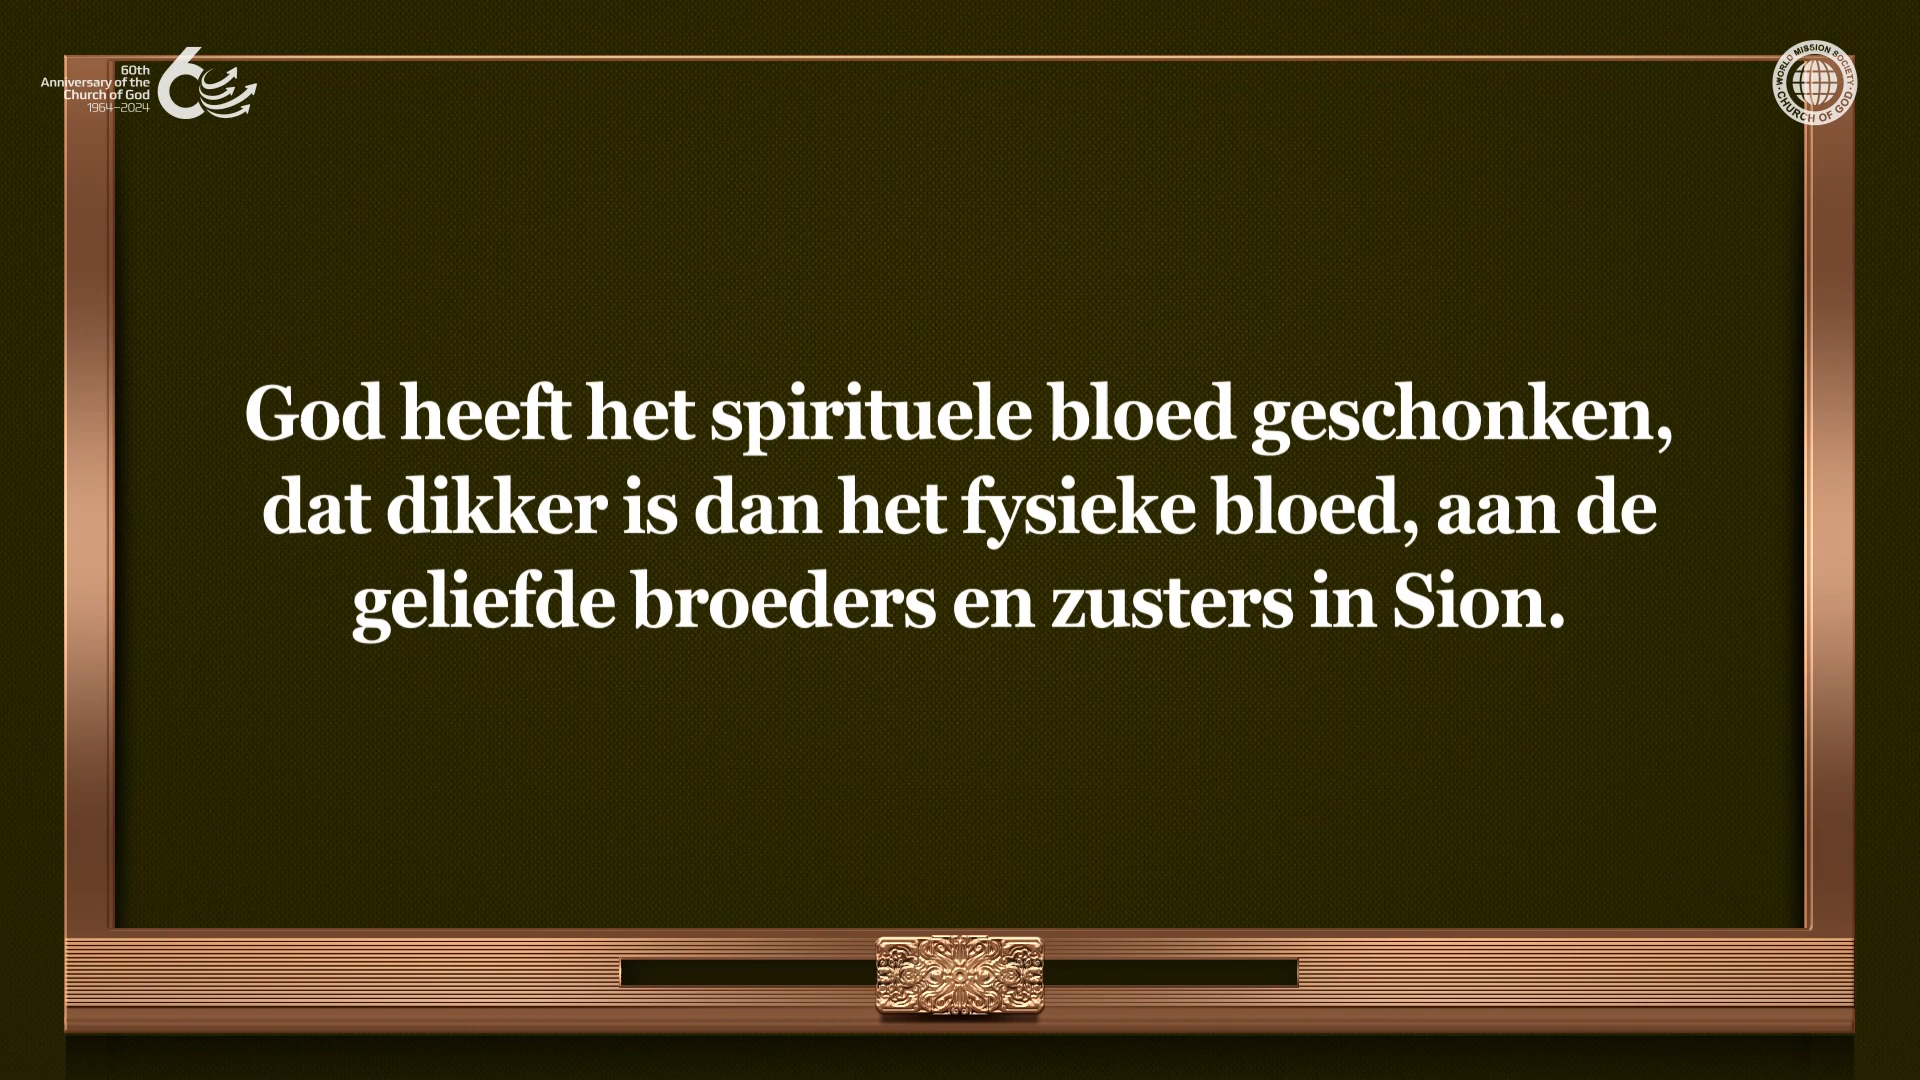 60th
Anniversary of the
Church of God
1964–2024
WORLD MISSION SOCIETY
CHURCH OF GOD
God heeft het spirituele bloed geschonken,
dat dikker is dan het fysieke bloed, aan de
geliefde broeders en zusters in Sion.